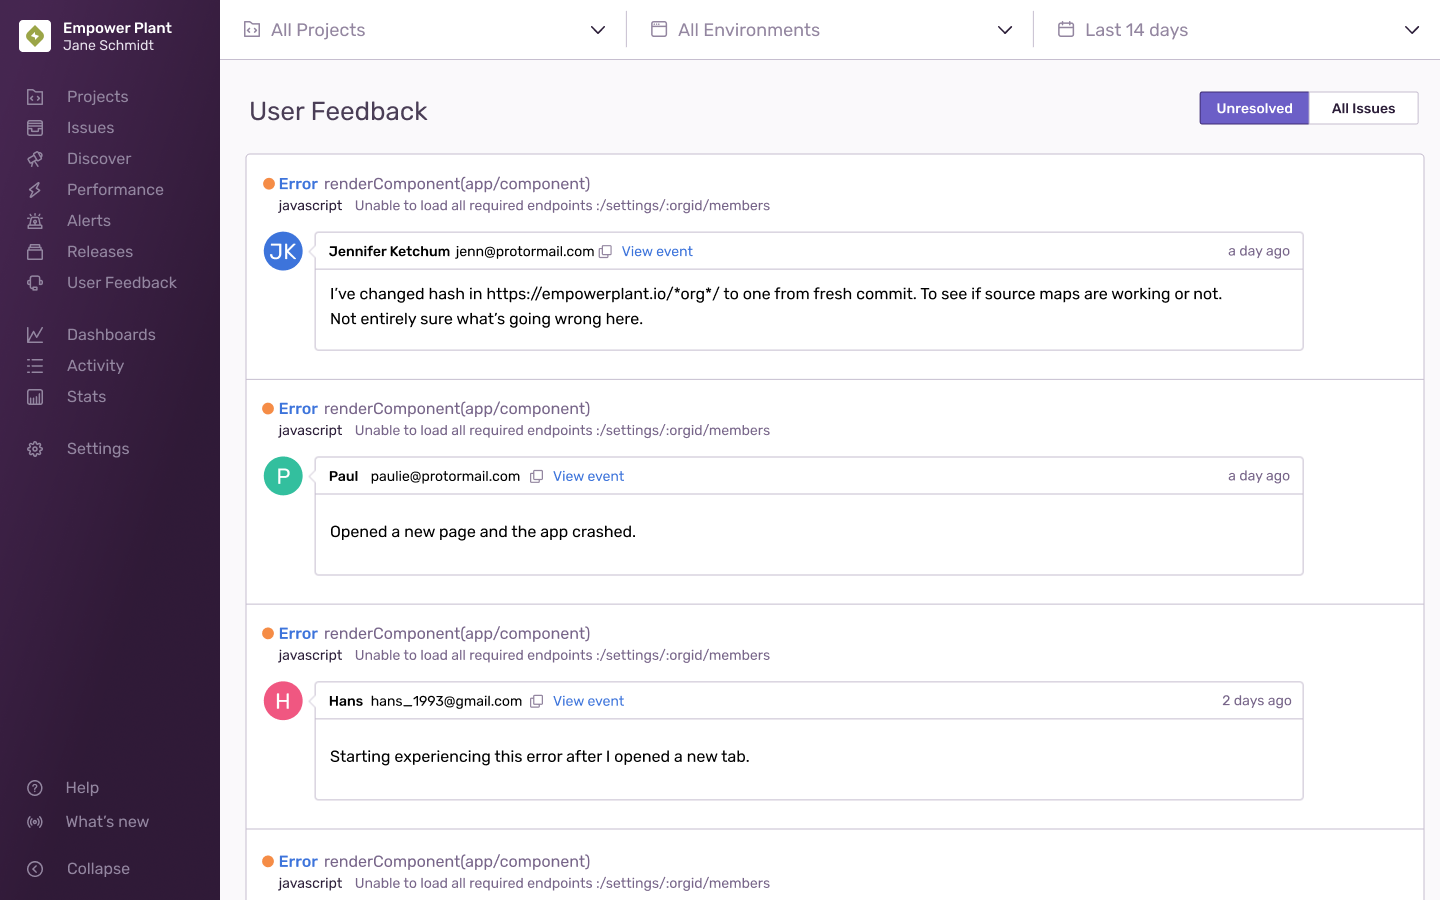 Empower Plant
Jane Schmidt
Projects
Issues
Discover
Performance
Alerts
Releases
User Feedback
Dashboards
Activity
Stats
Settings
Help
What's new
Collapse
All Projects
All Environments
Last 14 days
User Feedback
Unresolved
All Issues
Error renderComponent(app/component)
javascript Unable to load all required endpoints :/settings/:orgid/members
JK
Jennifer Ketchum jenn@protormail.com View event a day ago
I've changed hash in https://empowerplant.io/*org*/ to one from fresh commit. To see if source maps are working or not.
Not entirely sure what's going wrong here.
Error renderComponent(app/component)
javascript Unable to load all required endpoints :/settings/:orgid/members
P
Paul paulie@protormail.com View event a day ago
Opened a new page and the app crashed.
Error renderComponent(app/component)
javascript Unable to load all required endpoints :/settings/:orgid/members
H
Hans hans_1993@gmail.com View event 2 days ago
Starting experiencing this error after I opened a new tab.
Error renderComponent(app/component)
javascript Unable to load all required endpoints :/settings/:orgid/members